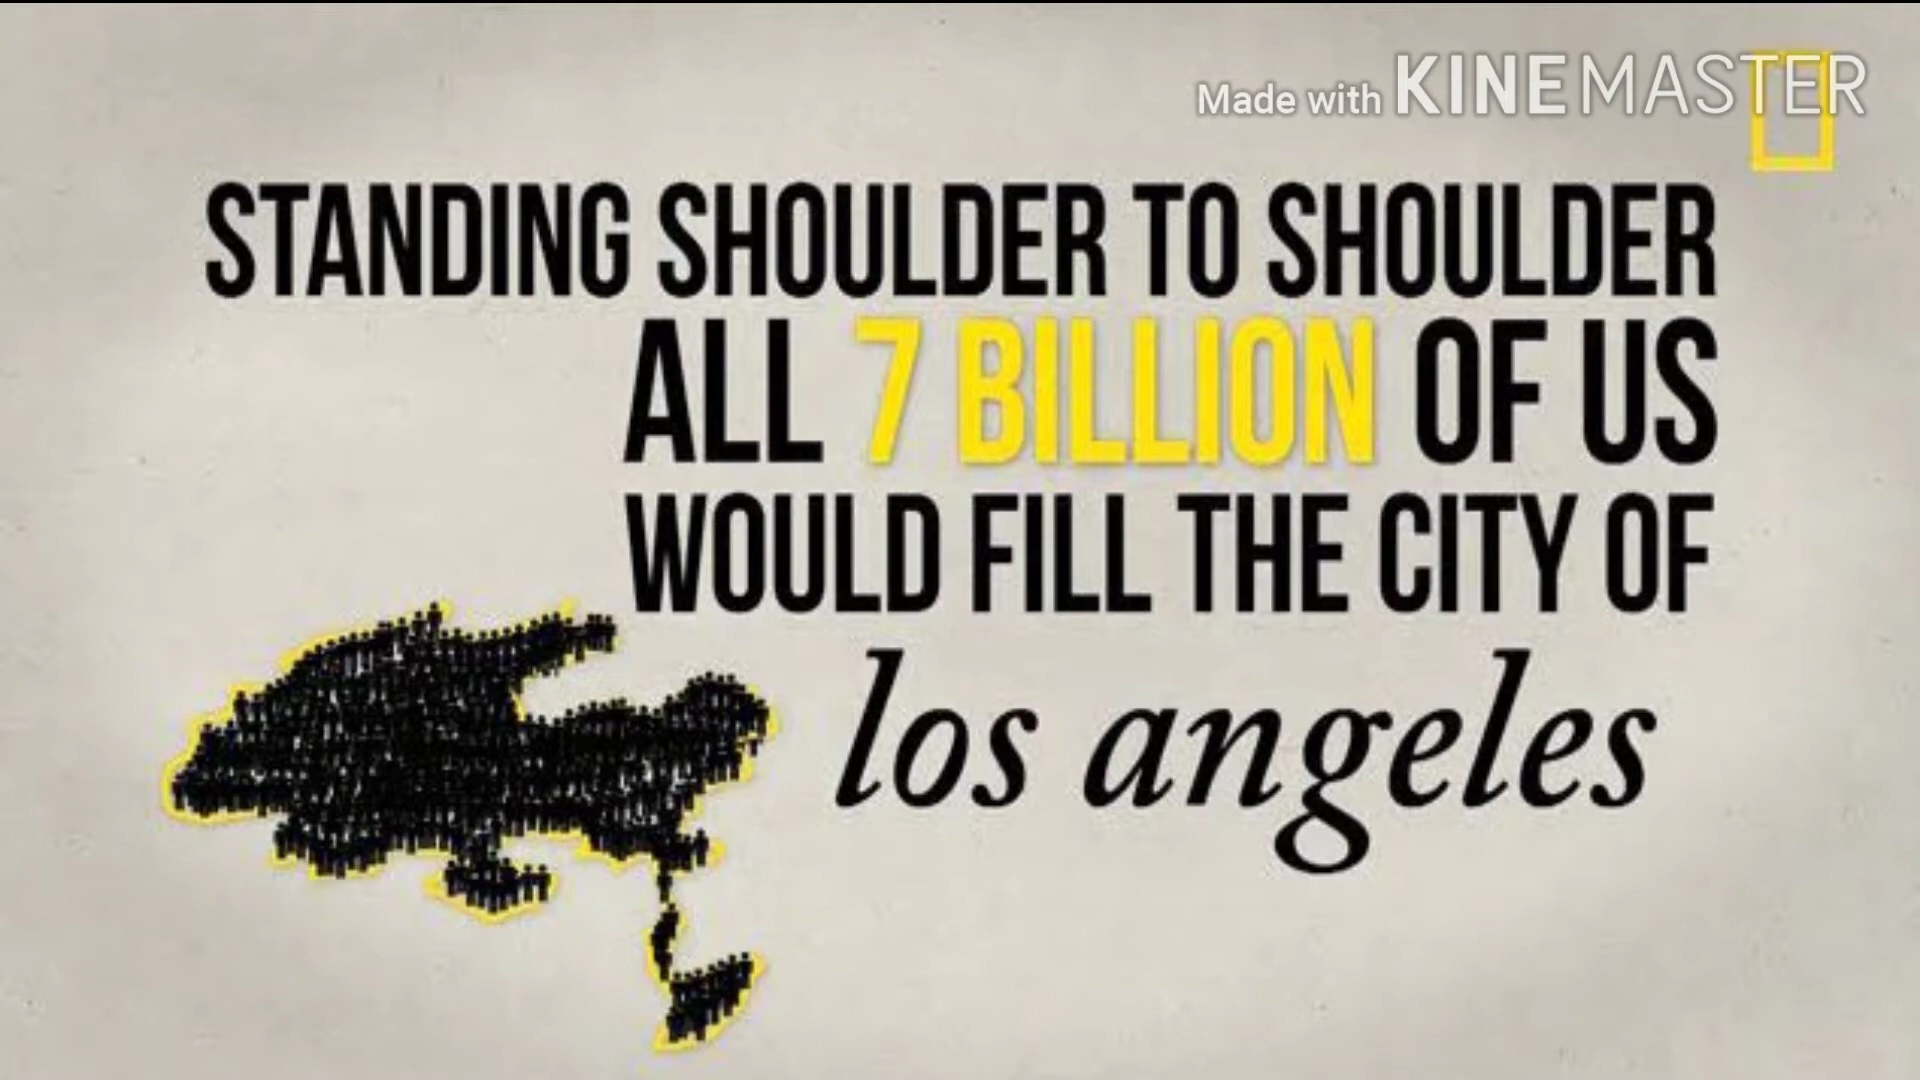 Made with KINEMASTER
STANDING SHOULDER TO SHOULDER
ALL 7 BILLION OF US
WOULD FILL THE CITY OF
los angeles